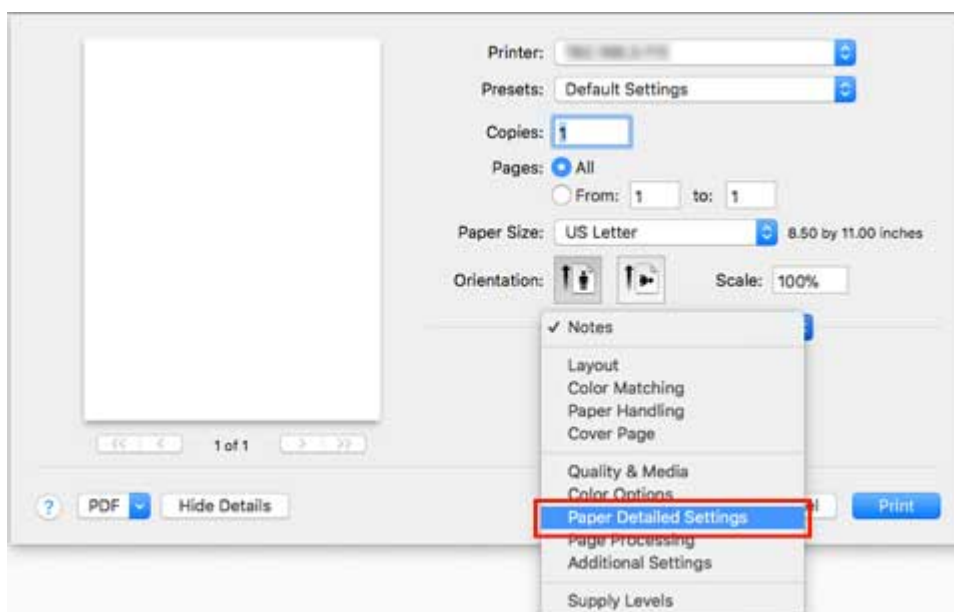 Printer:
Presets: Default Settings
Copies: 1
Pages: All
From: 1 to: 1
Paper Size: US Letter 8.50 by 11.00 inches
Orientation: Scale: 100%
✓ Notes
Layout
Color Matching
Paper Handling
Cover Page
1 of 1
Quality & Media
Color Options
? PDF Hide Details Print
Paper Detailed Settings
Page Processing
Additional Settings
Supply Levels